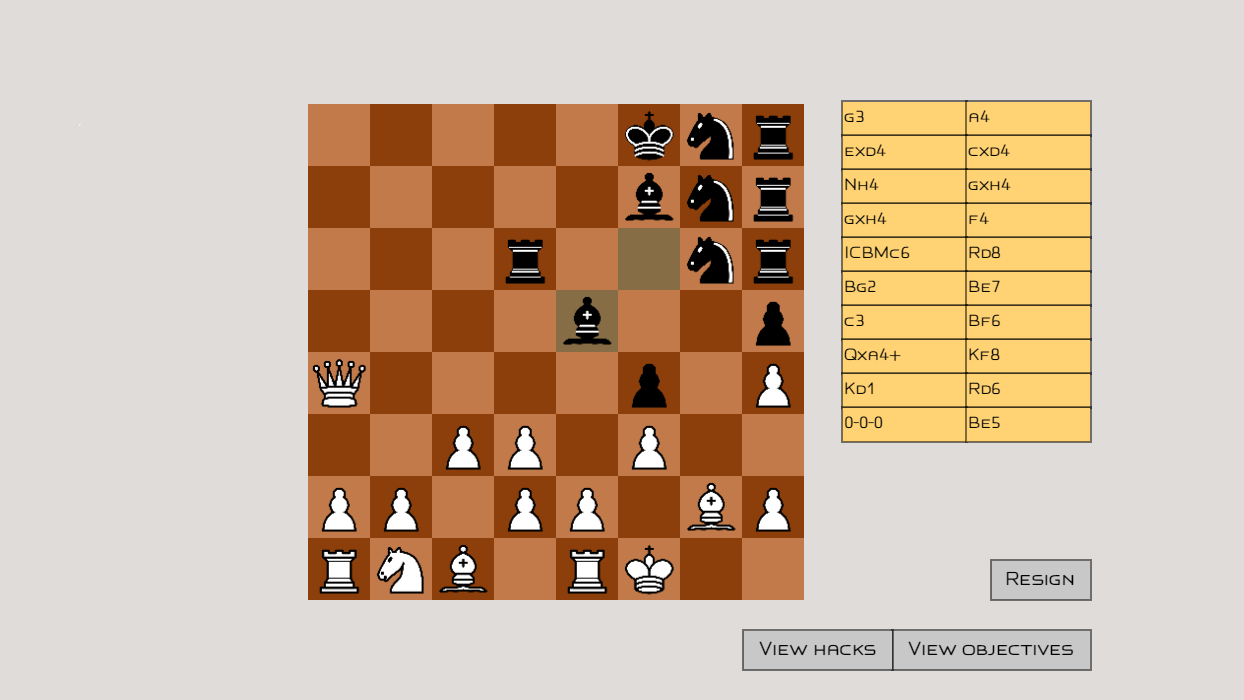 G3 A4
EXD4 CXD4
NH4 GXH4
GXH4 F4
ICBMC6 RD8
BG2 BE7
C3 BF6
QXA4+ KF8
KD1 RD6
0-0-0 BE5
RESIGN
VIEW HACKS VIEW OBJECTIVES